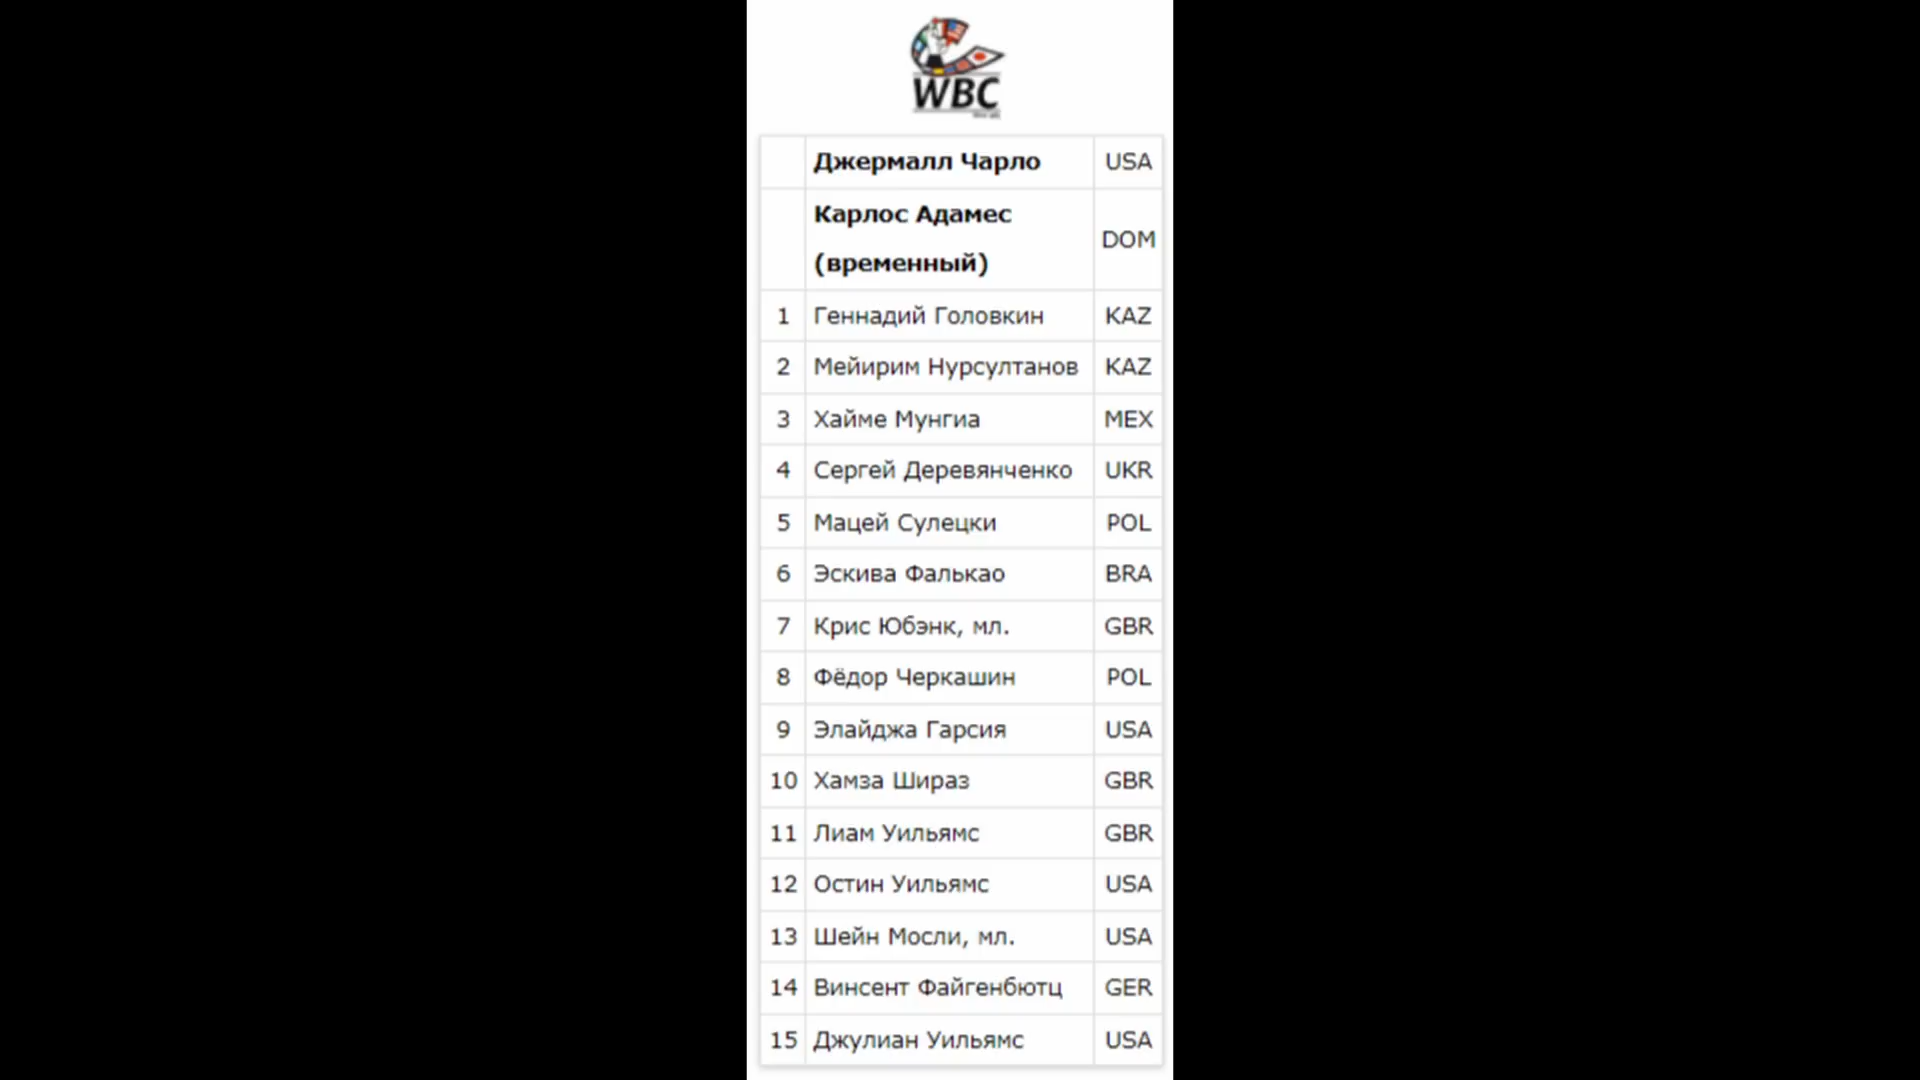 WBC
Джермалл Чарло USA
Карлос Адамес
(временный) DOM
1 Геннадий Головкин KAZ
2 Мейирим Нурсултанов KAZ
3 Хайме Мунгиа MEX
4 Сергей Деревянченко UKR
5 Мацей Сулецки POL
6 Эскива Фалькао BRA
7 Крис Юбэнк, мл. GBR
8 Фёдор Черкашин POL
9 Элайджа Гарсия USA
10 Хамза Шираз GBR
11 Лиам Уильямс GBR
12 Остин Уильямс USA
13 Шейн Мосли, мл. USA
14 Винсент Файгенбютц GER
15 Джулиан Уильямс USA